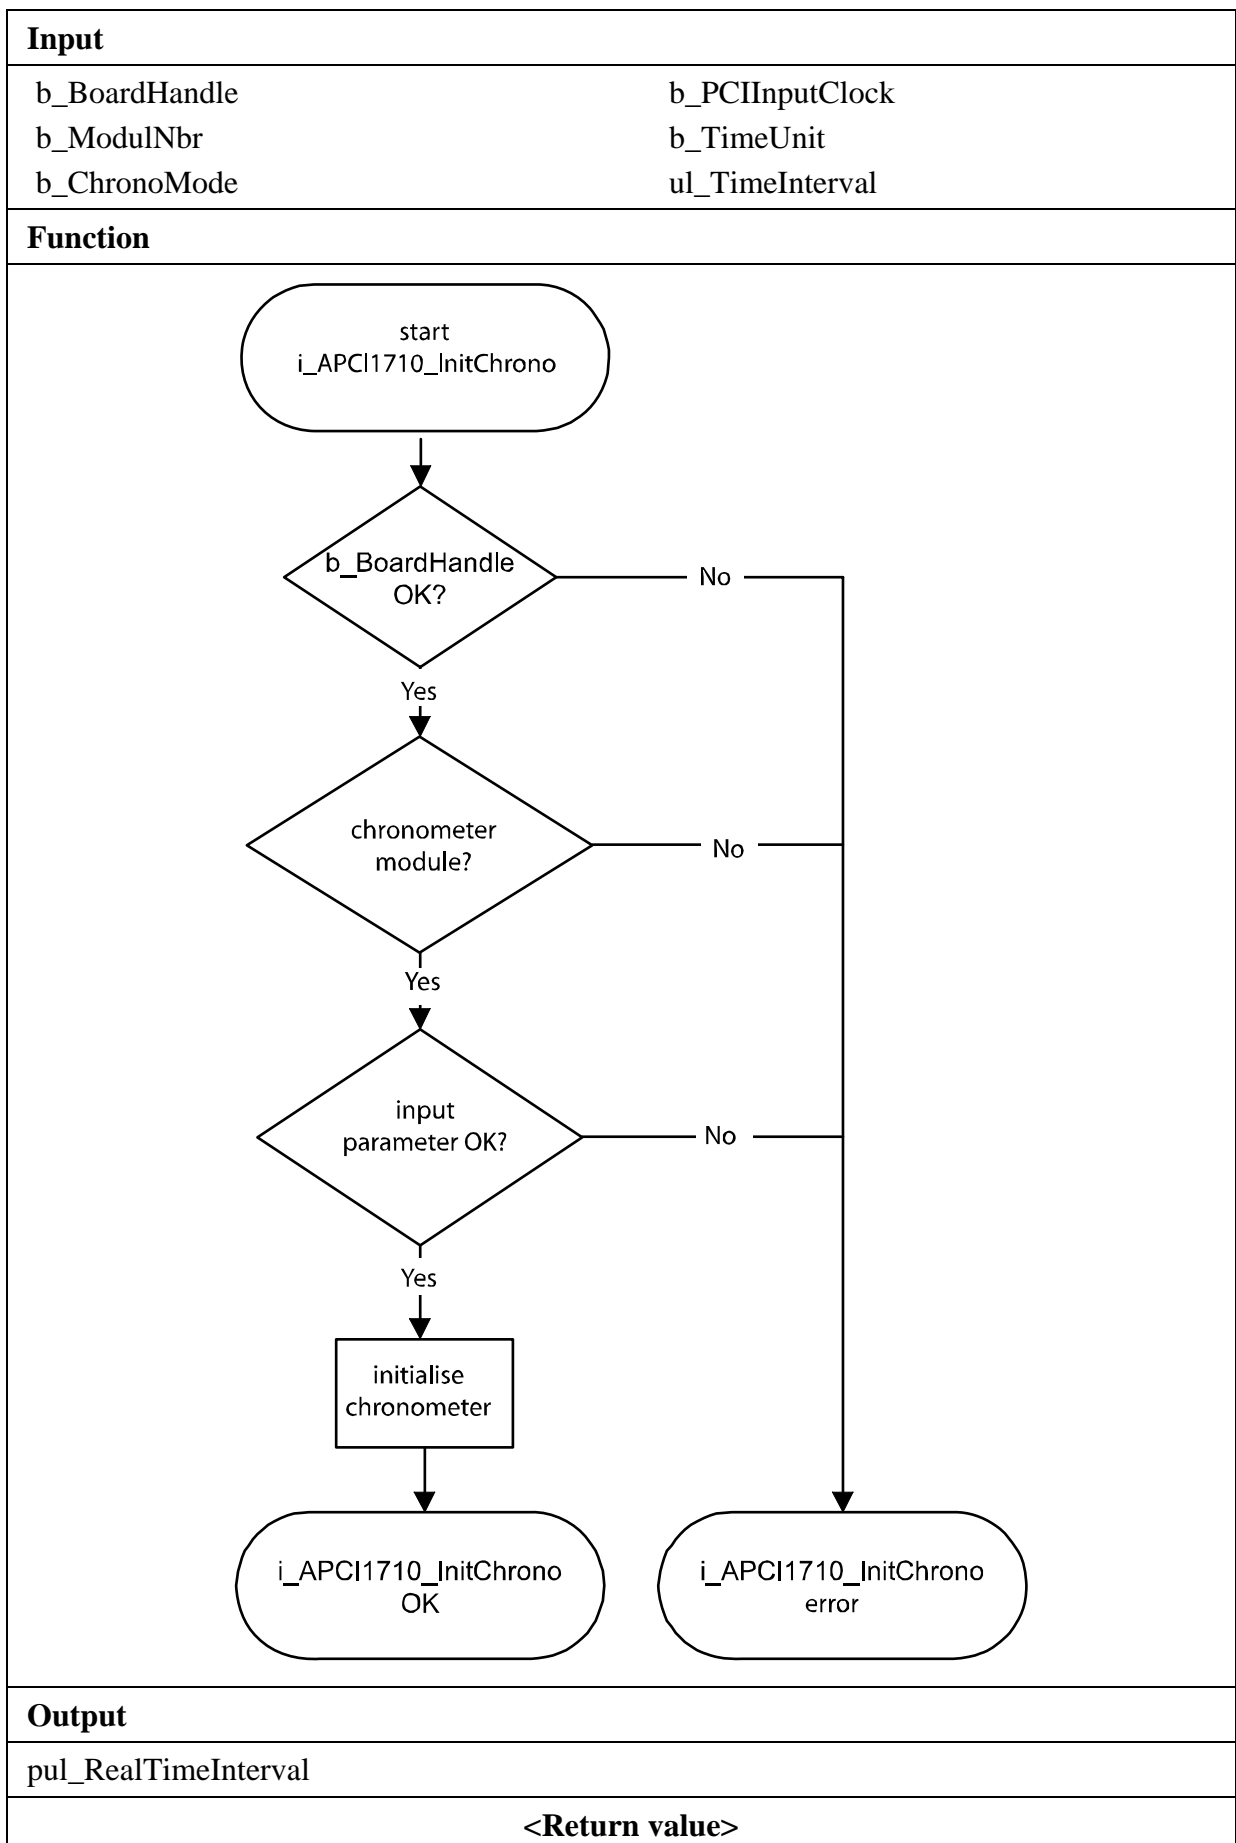 Input
b_BoardHandle b_PCIInputClock
b_ModulNbr b_TimeUnit
b_ChronoMode ul_TimeInterval
Function
start
i_APCI1710_InitChrono
b_BoardHandle
OK?
No
Yes
chronometer
module?
No
Yes
input
parameter OK?
No
Yes
initialise
chronometer
i_APCI1710_InitChrono
OK
i_APCI1710_InitChrono
error
Output
pul_RealTimeInterval
<Return value>